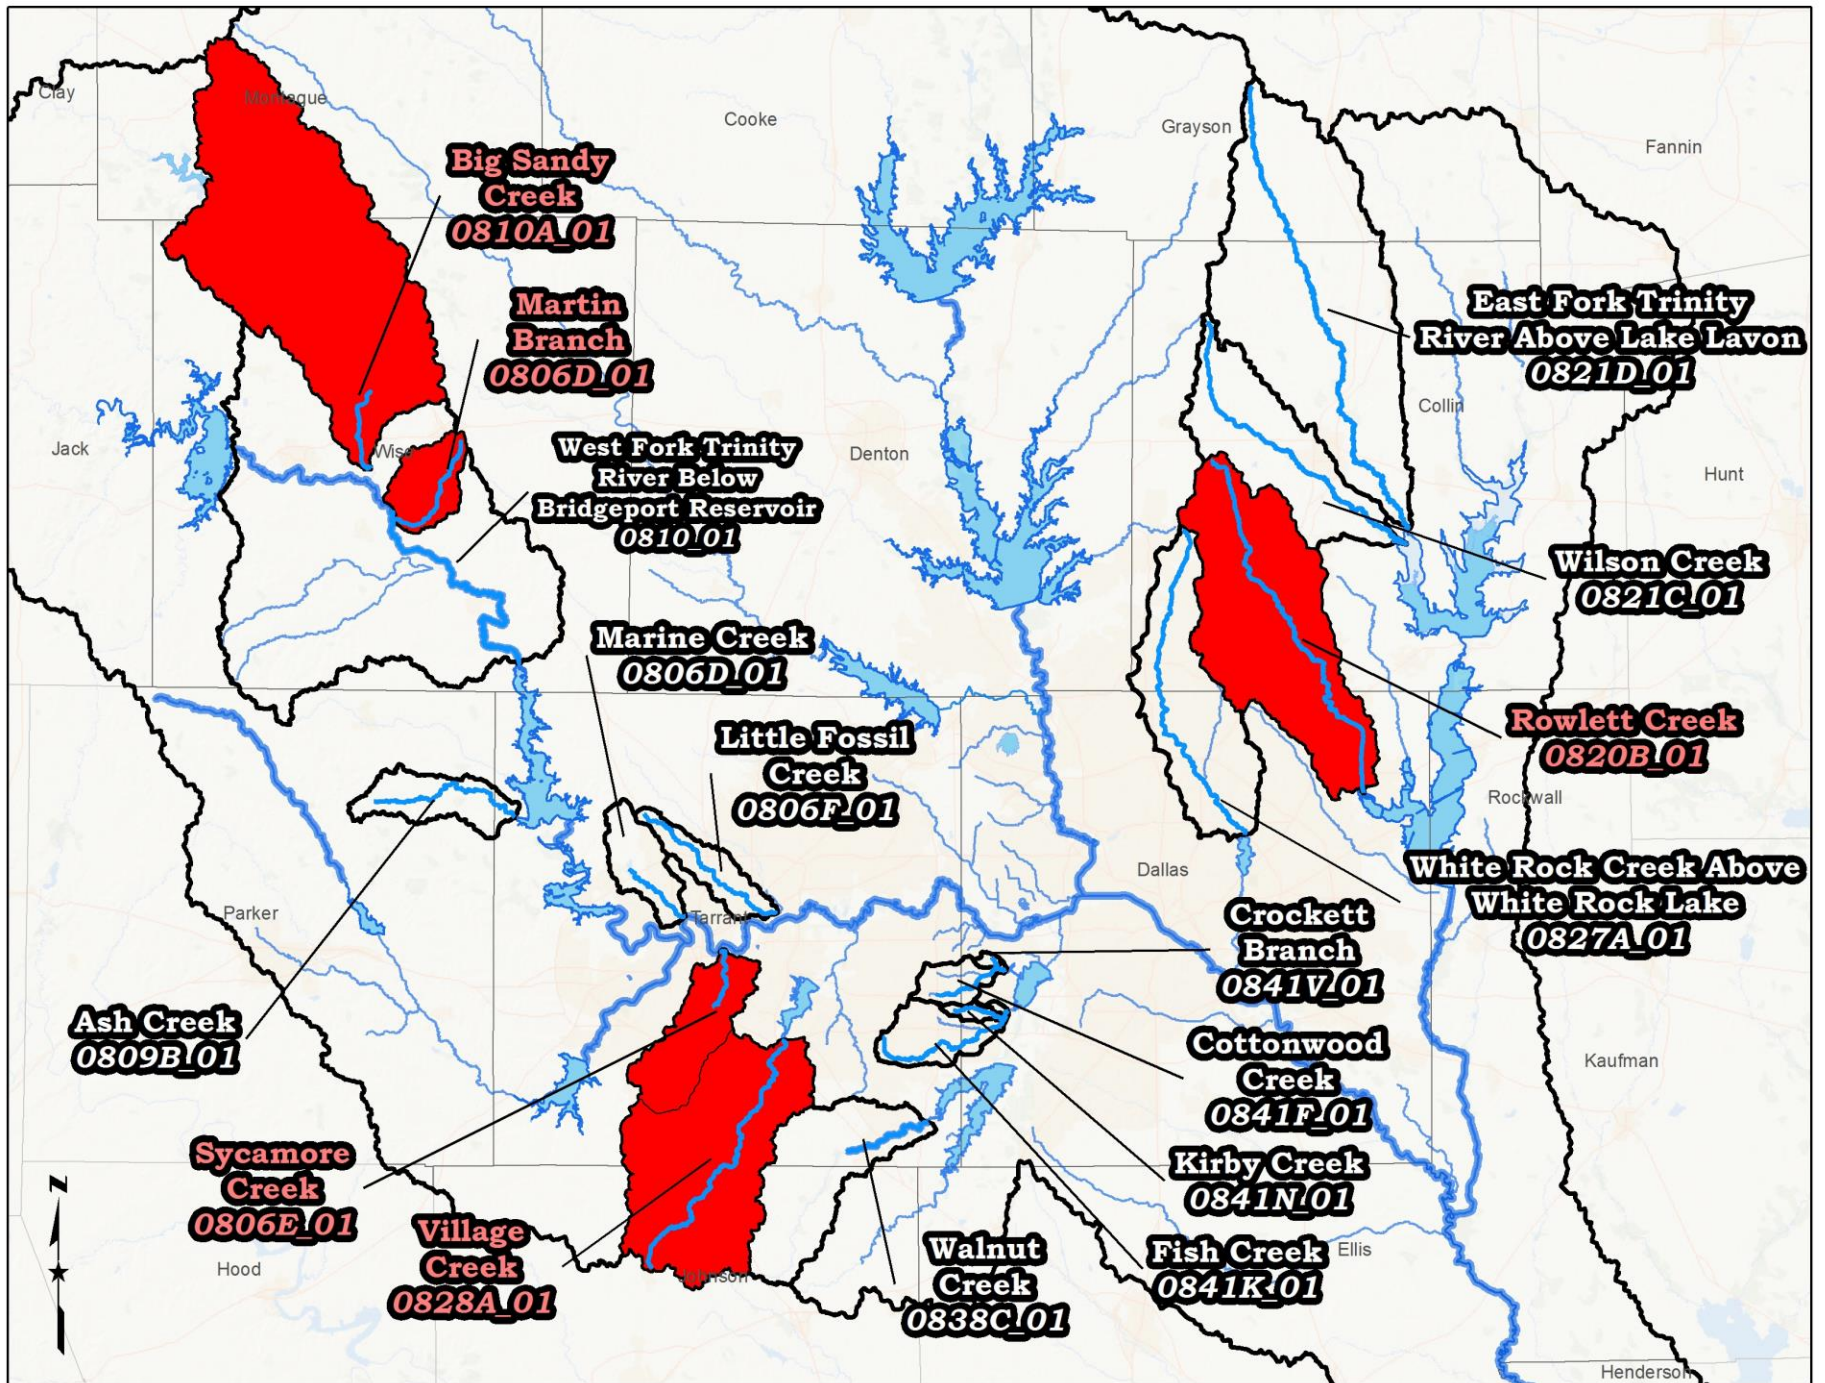 Clay
Montague
Cooke
Grayson
Fannin
Big Sandy
Creek
0810A_01
Martin
Branch
0806D_01
East Fork Trinity
River Above Lake Lavon
0821D_01
Collin
Jack
Wise
West Fork Trinity
River Below
Bridgeport Reservoir
0810_01
Denton
Hunt
Wilson Creek
0821C_01
Marine Creek
0806D_01
Little Fossil
Creek
0806F_01
Rowlett Creek
0820B_01
Rockwall
White Rock Creek Above
White Rock Lake
0827A_01
Dallas
Parker
Tarrant
Crockett
Branch
0841V_01
Ash Creek
0809B_01
Cottonwood
Creek
0841F_01
Kaufman
Sycamore
Creek
0806E_01
Kirby Creek
0841N_01
Village
Creek
0828A_01
Walnut
Creek
0838C_01
Fish Creek
0841K_01
Ellis
Hood
Johnson
Henderson
N